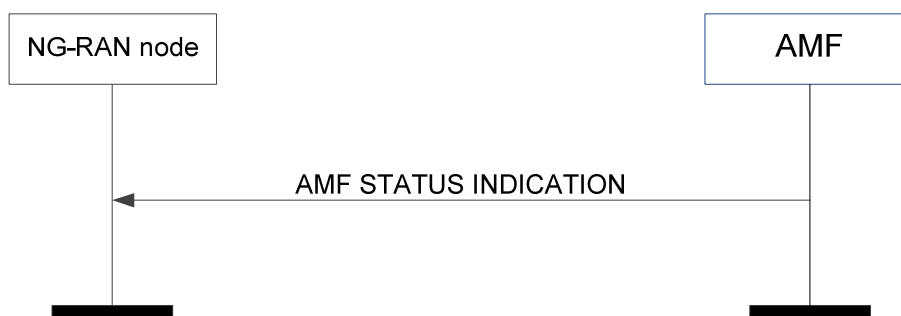 NG-RAN node
AMF
AMF STATUS INDICATION